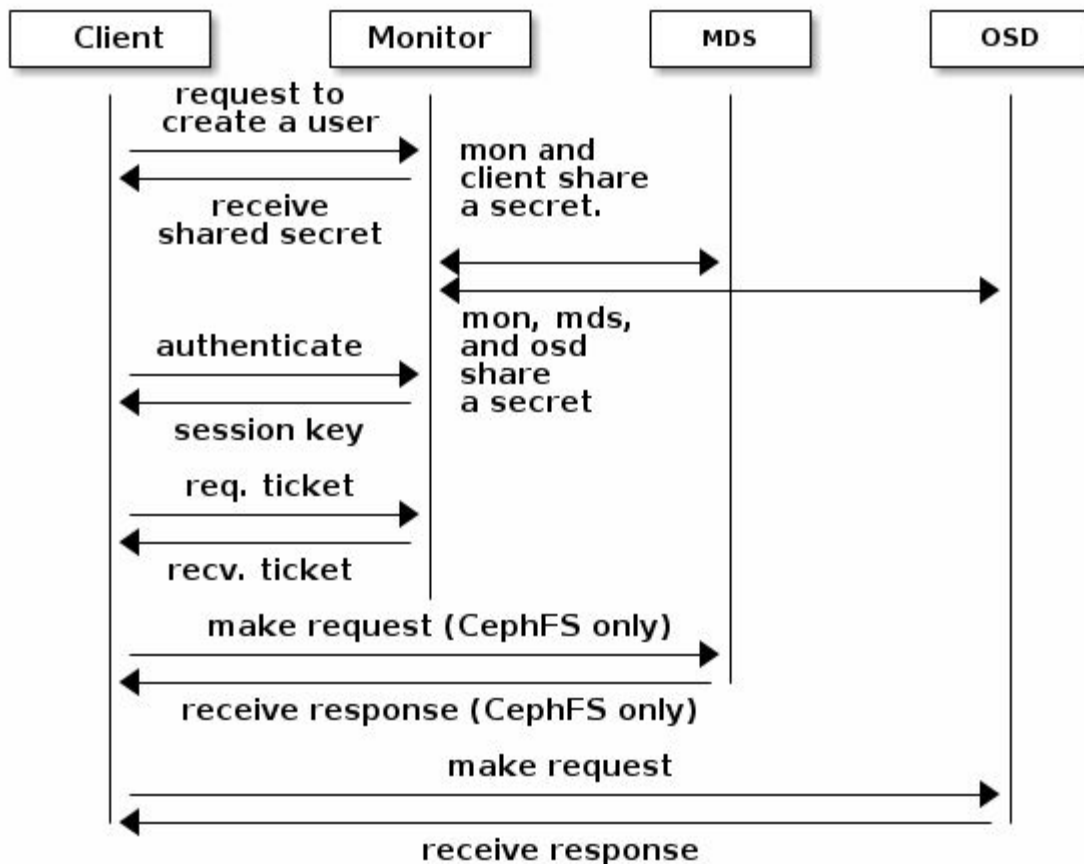 Client
Monitor
MDS
OSD
request to
create a user
mon and
client share
a secret.
receive
shared secret
mon, mds,
and osd
share
a secret
authenticate
session key
req. ticket
recv. ticket
make request (CephFS only)
receive response (CephFS only)
make request
receive response